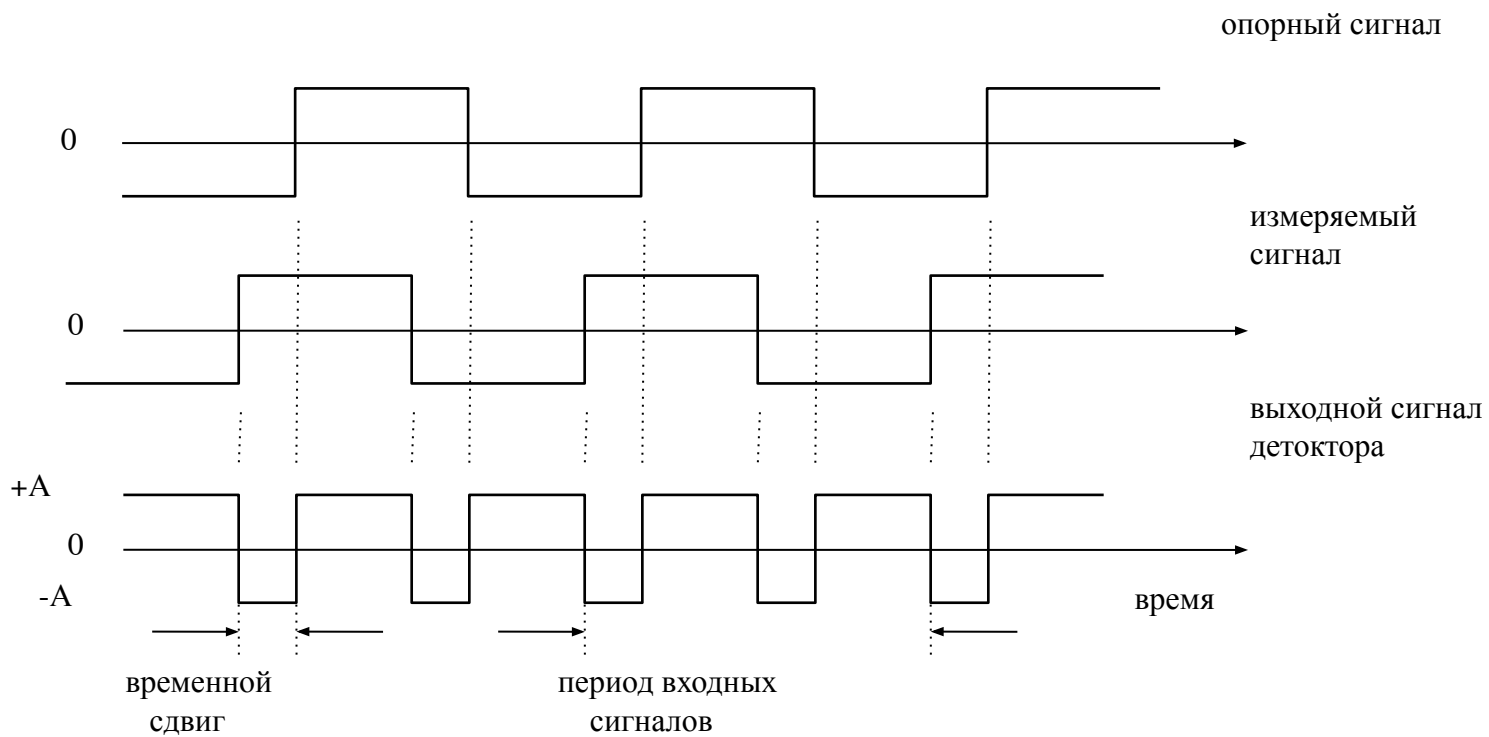 опорный сигнал
0
измеряемый
сигнал
0
выходной сигнал
детоктора
+A
0
-A
время
временной
сдвиг
период входных
сигналов